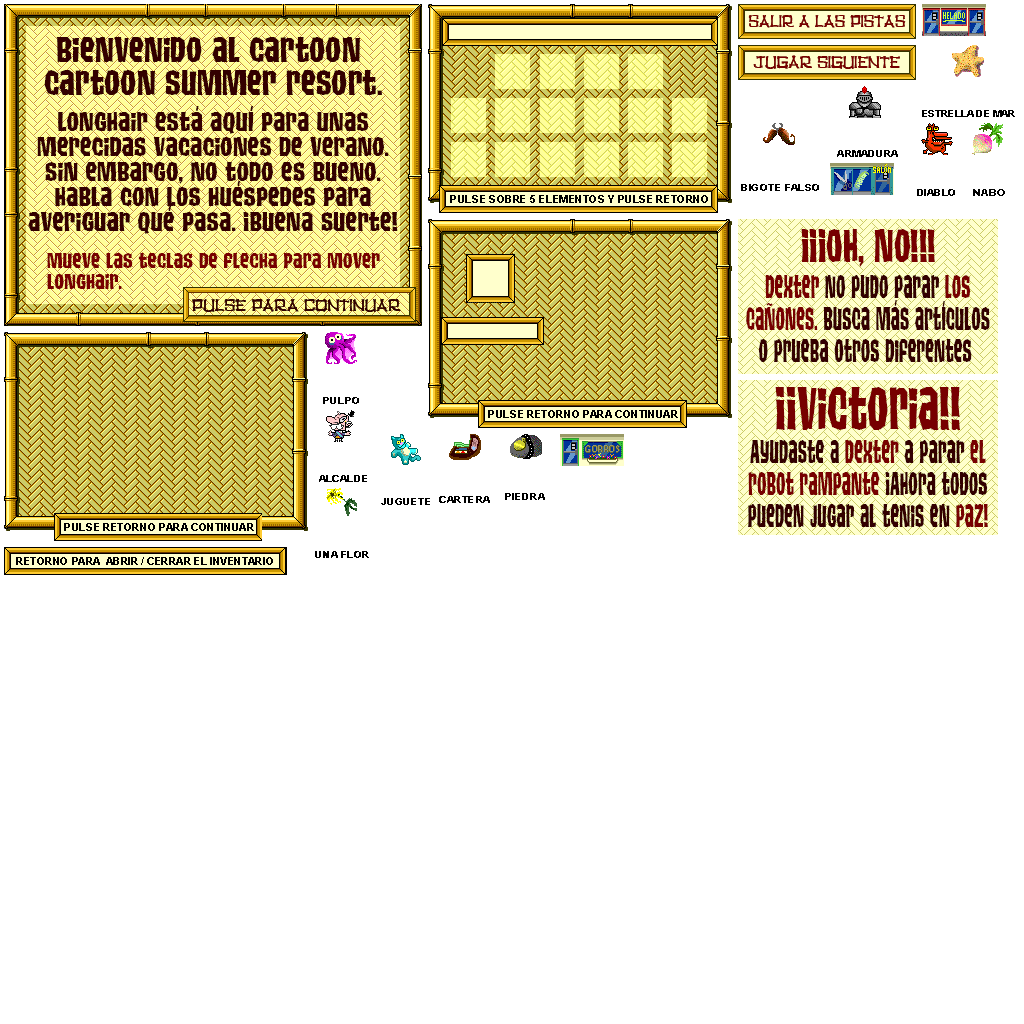 Bienvenido al cartoon
cartoon summer resort.
Longhair está aquí para unas
merecidas vacaciones de verano.
Sin embargo, no todo es bueno.
Habla con los huéspedes para
averiguar qué pasa. ¡Buena suerte!
Mueve las teclas de flecha para mover
Longhair.
PULSE PARA CONTINUAR
PULSE SOBRE 5 ELEMENTOS Y PULSE RETORNO
SALIR A LAS PISTAS
HELADO
JUGAR SIGUIENTE
ESTRELLA DE MAR
ARMADURA
SALON
BIGOTE FALSO
DIABLO
NABO
¡¡¡OH, NO!!!
Dexter no pudo parar los
cañones. Busca más artículos
o prueba otros diferentes
PULSE RETORNO PARA CONTINUAR
¡¡Victoria!!
Ayudaste a Dexter a parar el
robot rampante ¡Ahora todos
pueden jugar al tenis en paz!
PULPO
GORROS
ALCALDE
JUGUETE
CARTERA
PIEDRA
PULSE RETORNO PARA CONTINUAR
UNA FLOR
RETORNO PARA ABRIR / CERRAR EL INVENTARIO